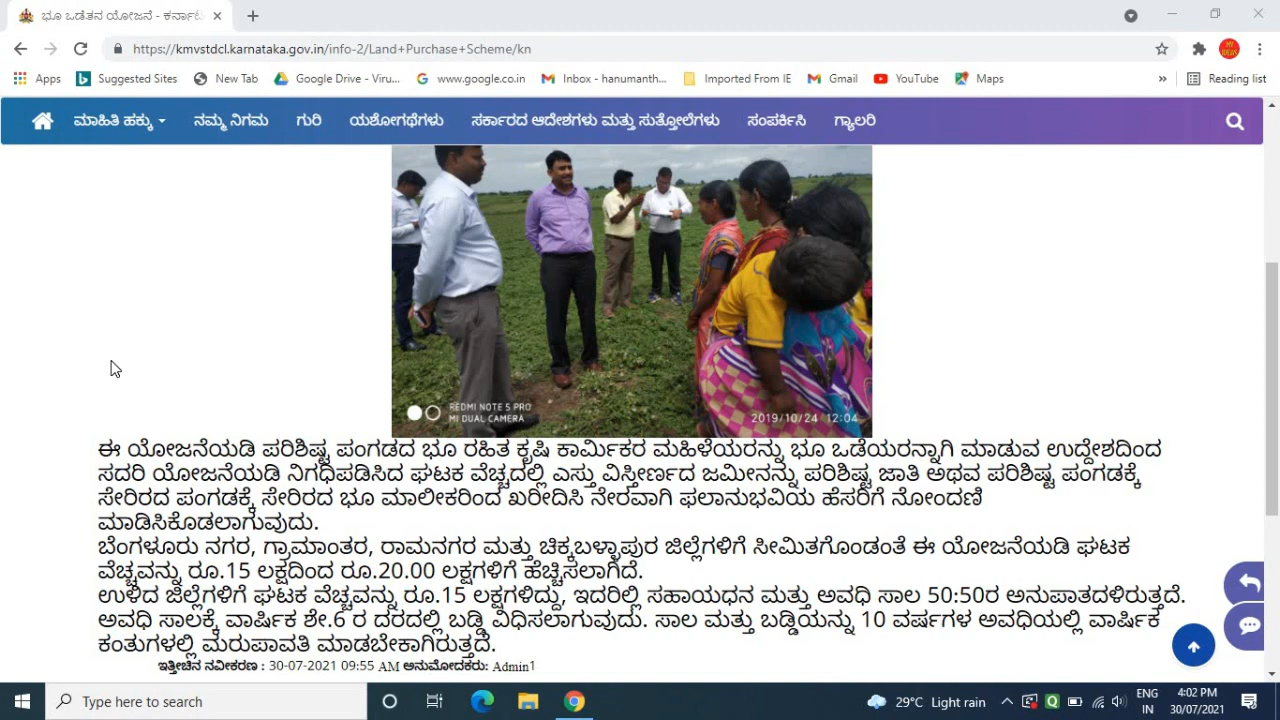 ಭೂ ಒಡೆತನ ಯೋಜನೆ - ಕರ್ನಾಟ
https://kmvstdcl.karnataka.gov.in/info-2/Land+Purchase+Scheme/kn
Apps Suggested Sites New Tab Google Drive - Viru... www.google.co.in Inbox - hanumanth... Imported From IE Gmail YouTube Maps » Reading list
ಮಾಹಿತಿ ಹಕ್ಕು ನಮ್ಮ ನಿಗಮ ಗುರಿ ಯಶೋಗಥೆಗಳು ಸರ್ಕಾರದ ಆದೇಶಗಳು ಮತ್ತು ಸುತ್ತೋಲೆಗಳು ಸಂಪರ್ಕಿಸಿ ಗ್ಯಾಲರಿ
REDMI NOTE 5 PRO
MI DUAL CAMERA
2019/10/24 12:04
ಈ ಯೋಜನೆಯಡಿ ಪರಿಶಿಷ್ಟ ಪಂಗಡದ ಭೂ ರಹಿತ ಕೃಷಿ ಕಾರ್ಮಿಕರ ಮಹಿಳೆಯರನ್ನು ಭೂ ಒಡೆಯರನ್ನಾಗಿ ಮಾಡುವ ಉದ್ದೇಶದಿಂದ
ಸದರಿ ಯೋಜನೆಯಡಿ ನಿಗಧಿಪಡಿಸಿದ ಘಟಕ ವೆಚ್ಚದಲ್ಲಿ ಎಸ್ತು ವಿಸ್ತೀರ್ಣದ ಜಮೀನನ್ನು ಪರಿಶಿಷ್ಟ ಜಾತಿ ಅಥವ ಪರಿಶಿಷ್ಟ ಪಂಗಡಕ್ಕೆ
ಸೇರಿರದ ಪಂಗಡಕ್ಕೆ ಸೇರಿರದ ಭೂ ಮಾಲೀಕರಿಂದ ಖರೀದಿಸಿ ನೇರವಾಗಿ ಫಲಾನುಭವಿಯ ಹೆಸರಿಗೆ ನೋಂದಣಿ
ಮಾಡಿಸಿಕೊಡಲಾಗುವುದು.
ಬೆಂಗಳೂರು ನಗರ, ಗ್ರಾಮಾಂತರ, ರಾಮನಗರ ಮತ್ತು ಚಿಕ್ಕಬಳ್ಳಾಪುರ ಜಿಲ್ಲೆಗಳಿಗೆ ಸೀಮಿತಗೊಂಡಂತೆ ಈ ಯೋಜನೆಯಡಿ ಘಟಕ
ವೆಚ್ಚವನ್ನು ರೂ.15 ಲಕ್ಷದಿಂದ ರೂ.20.00 ಲಕ್ಷಗಳಿಗೆ ಹೆಚ್ಚಿಸಲಾಗಿದೆ.
ಉಳಿದ ಜಿಲ್ಲೆಗಳಿಗೆ ಘಟಕ ವೆಚ್ಚವನ್ನು ರೂ.15 ಲಕ್ಷಗಳಿದ್ದು, ಇದರಿಲ್ಲಿ ಸಹಾಯಧನ ಮತ್ತು ಅವಧಿ ಸಾಲ 50:50ರ ಅನುಪಾತದಳಿರುತ್ತದೆ.
ಅವಧಿ ಸಾಲಕ್ಕೆ ವಾರ್ಷಿಕ ಶೇ.6 ರ ದರದಲ್ಲಿ ಬಡ್ಡಿ ವಿಧಿಸಲಾಗುವುದು. ಸಾಲ ಮತ್ತು ಬಡ್ಡಿಯನ್ನು 10 ವರ್ಷಗಳ ಅವಧಿಯಲ್ಲಿ ವಾರ್ಷಿಕ
ಕಂತುಗಳಲ್ಲಿ ಮರುಪಾವತಿ ಮಾಡಬೇಕಾಗಿರುತ್ತದೆ.
ಇತ್ತೀಚಿನ ನವೀಕರಣ : 30-07-2021 09:55 AM ಅನುಮೋದಕರು: Admin1
Type here to search 29°C Light rain ENG IN 4:02 PM 30/07/2021